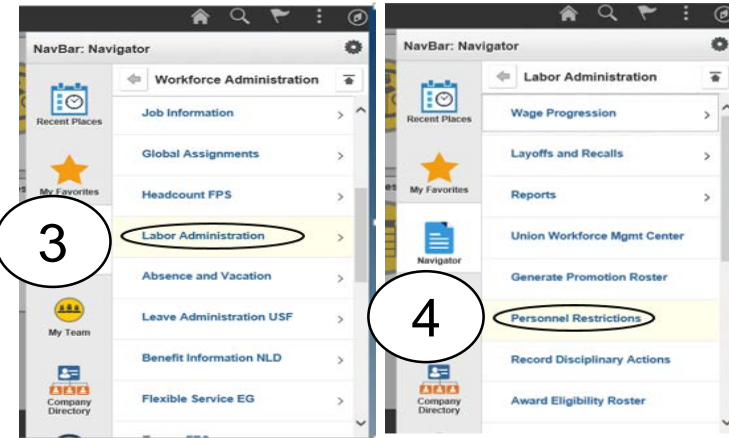 NavBar: Navigator
Workforce Administration
Recent Places
My Favorites
My Team
Company Directory
Job Information
Global Assignments
Headcount FPS
Labor Administration
Absence and Vacation
Leave Administration USF
Benefit Information NLD
Flexible Service EG
3
NavBar: Navigator
Labor Administration
Recent Places
My Favorites
Navigator
Company Directory
Wage Progression
Layoffs and Recalls
Reports
Union Workforce Mgmt Center
Generate Promotion Roster
Personnel Restrictions
Record Disciplinary Actions
Award Eligibility Roster
4